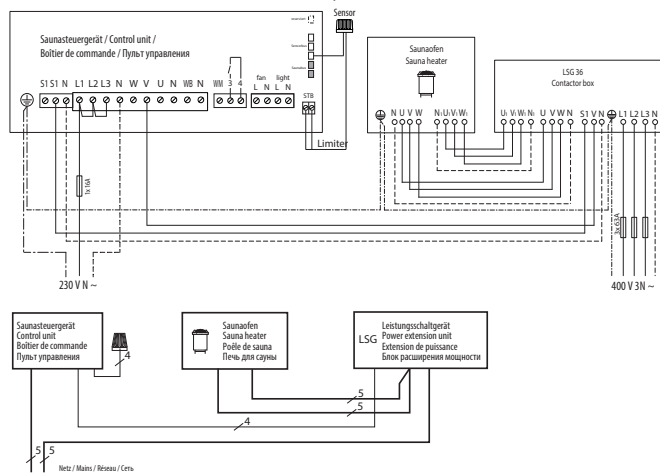 Sensor
Saunasteuergerät / Control unit /
Boîtier de commande / Пульт управления
S1 S1 N L1 L2 L3 N W V U N WB N WM 3 4
fan light
L N L N
STB
Limiter
Saunaofen
Sauna heater
N U V W N₁ U₁ V₁ W₁ N₁
LSG 36
Contactor box
U₁ V₁ W₁ N₁ U V W N S1 V N L1 L2 L3 N
1x 16A
3x 63A
230 V N ~
400 V 3N ~
Saunasteuergerät
Control unit
Boîtier de commande
Пульт управления
4
Saunaofen
Sauna heater
Poêle de sauna
Печь для сауны
LSG
Leistungsschaltgerät
Power extension unit
Extension de puissance
Блок расширения мощности
5
5
4
5 5
Netz / Mains / Réseau / Сеть